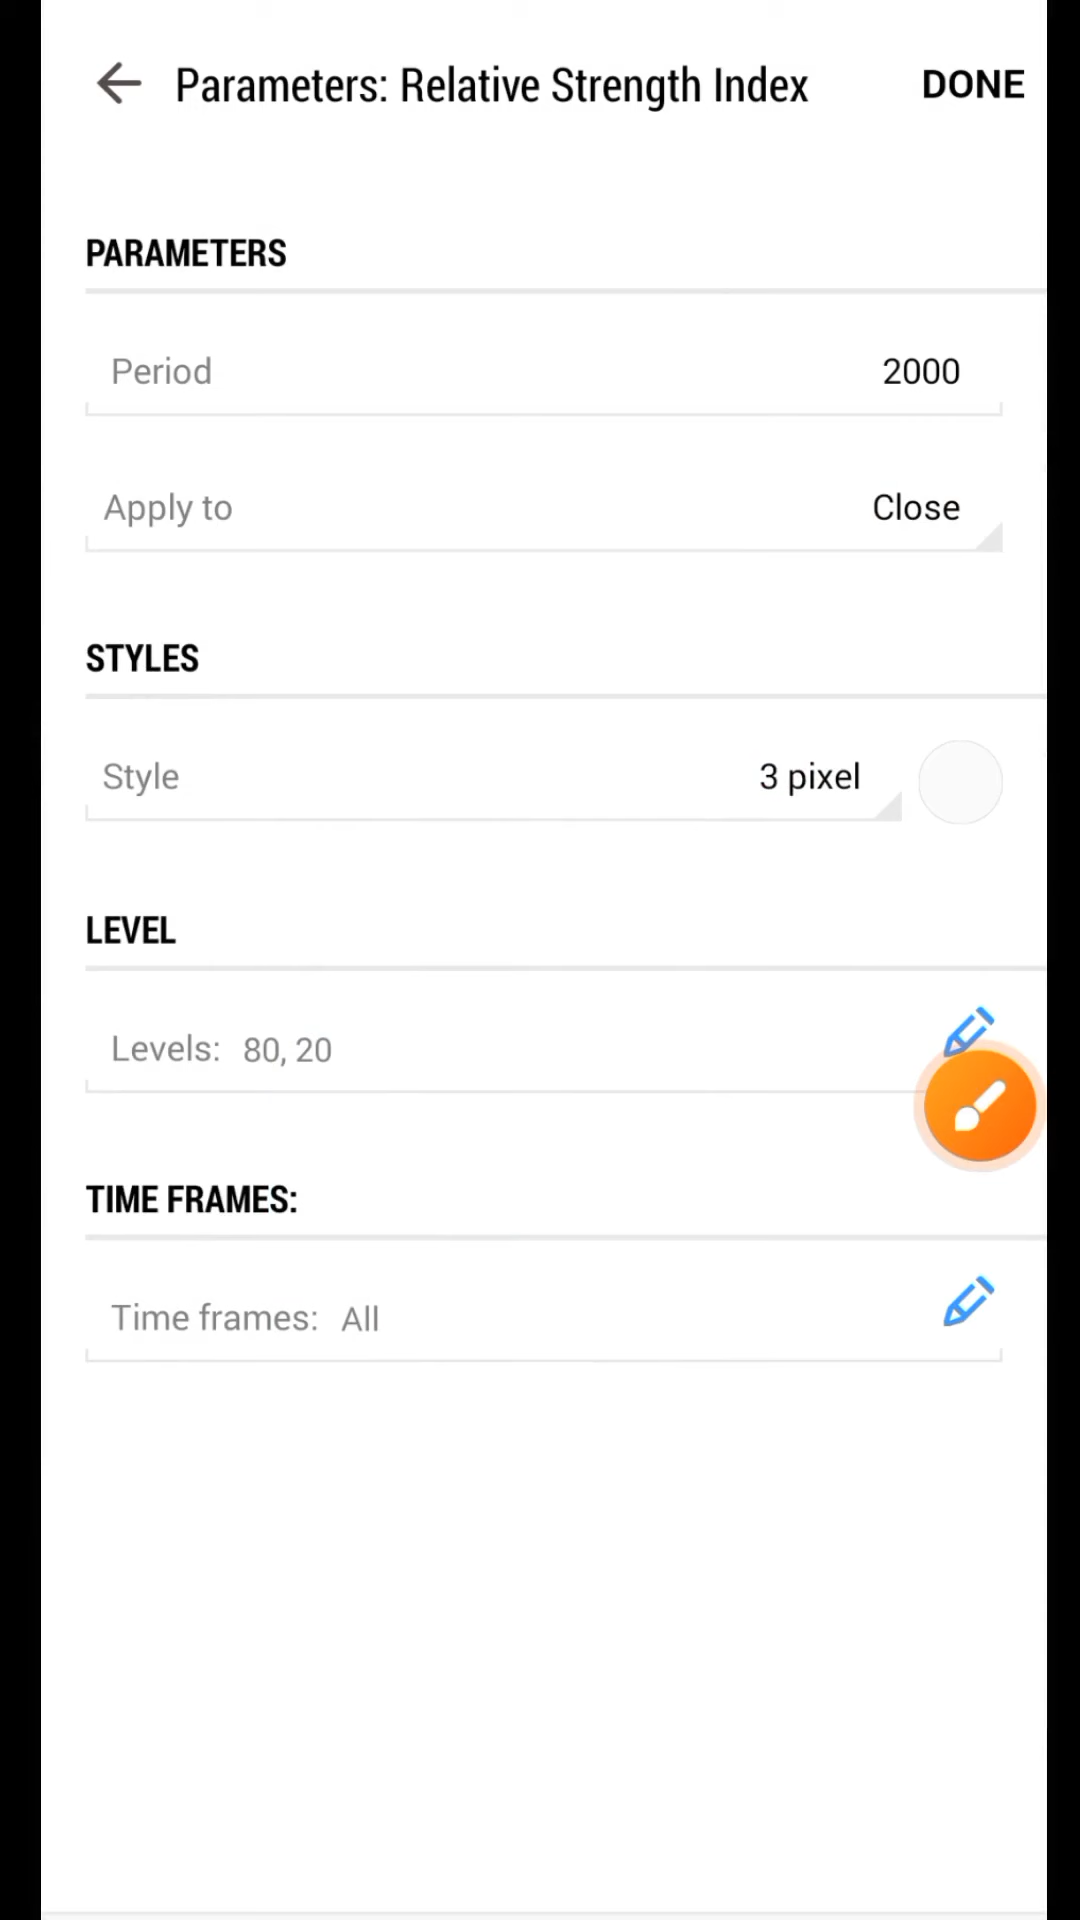 Parameters: Relative Strength Index DONE
PARAMETERS
Period 2000
Apply to Close
STYLES
Style 3 pixel
LEVEL
Levels: 80, 20
TIME FRAMES:
Time frames: All